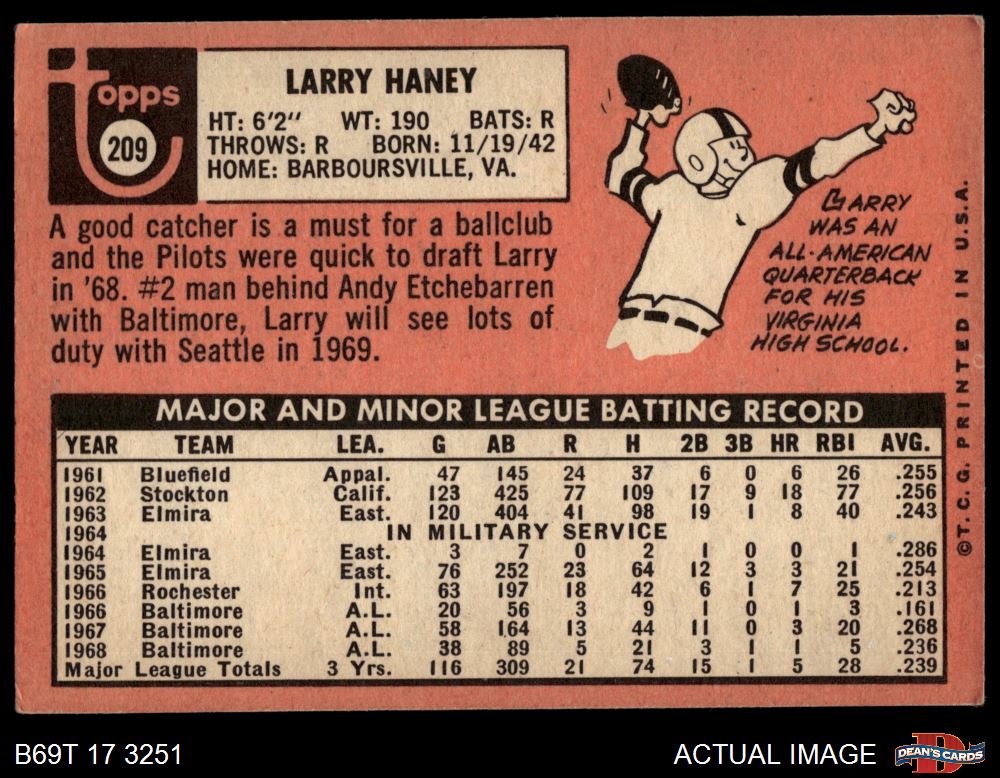 topps
209
LARRY HANEY
HT: 6'2" WT: 190 BATS: R
THROWS: R BORN: 11/19/42
HOME: BARBOURSVILLE, VA.
A good catcher is a must for a ballclub
and the Pilots were quick to draft Larry
in '68. #2 man behind Andy Etchebarren
with Baltimore, Larry will see lots of
duty with Seattle in 1969.
LARRY
WAS AN
ALL-AMERICAN
QUARTERBACK
FOR HIS
VIRGINIA
HIGH SCHOOL.
MAJOR AND MINOR LEAGUE BATTING RECORD
YEAR TEAM LEA. G AB R H 2B 3B HR RBI AVG.
1961 Bluefield Appal. 47 145 24 37 6 0 6 26 .255
1962 Stockton Calif. 123 425 77 109 17 9 18 77 .256
1963 Elmira East. 120 404 41 98 19 1 8 40 .243
1964 IN MILITARY SERVICE
1964 Elmira East. 3 7 0 2 1 0 0 1 .286
1965 Elmira East. 76 252 23 64 12 3 3 21 .254
1966 Rochester Int. 63 197 18 42 6 1 7 25 .213
1966 Baltimore A.L. 20 56 3 9 1 0 1 3 .161
1967 Baltimore A.L. 58 164 13 44 11 0 3 20 .268
1968 Baltimore A.L. 38 89 5 21 3 1 1 5 .236
Major League Totals 3 Yrs. 116 309 21 74 15 1 5 28 .239
©T.C.G. PRINTED IN U.S.A.
B69T 17 3251
ACTUAL IMAGE
DEAN'S CARDS